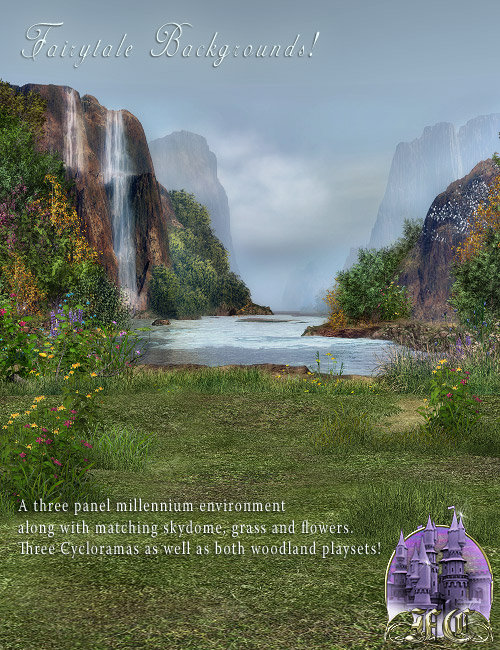 Fairytale Backgrounds!
A three panel millennium environment
along with matching skydome, grass and flowers.
Three Cycloramas as well as both woodland playsets!